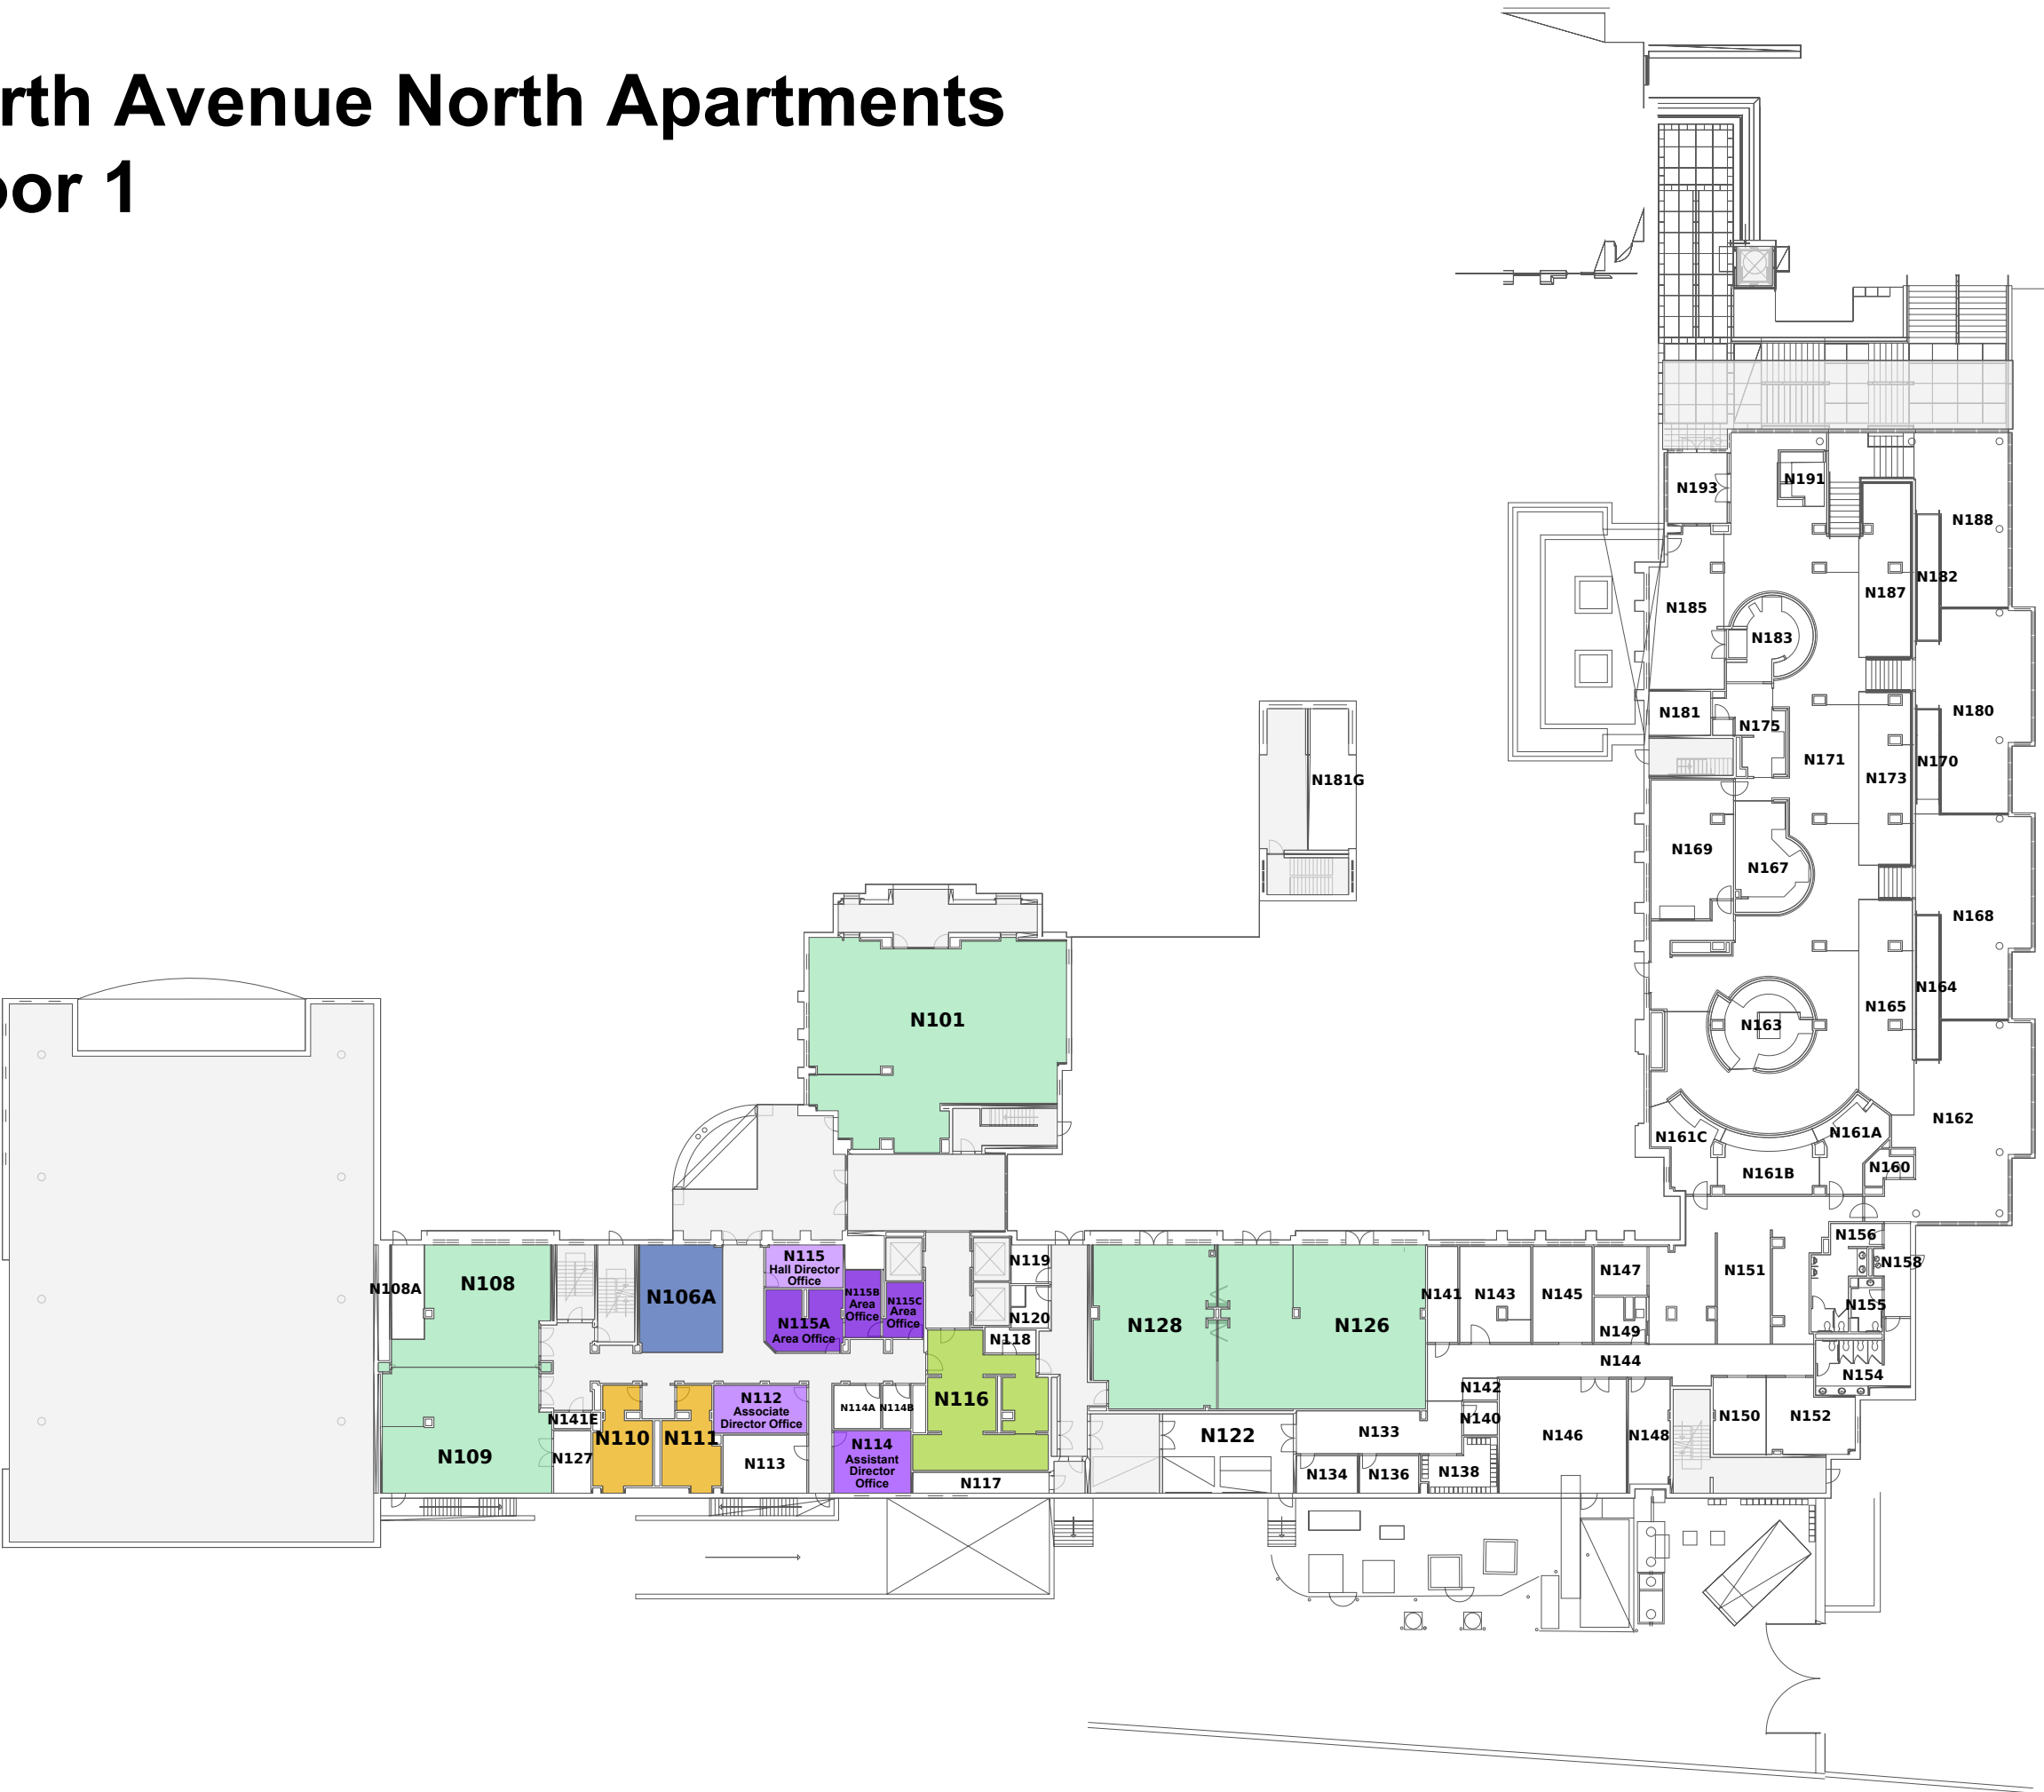 rth Avenue North Apartments
oor 1
N193
N191
N188
N182
N187
N185
N183
N181
N175
N180
N171
N170
N173
N181G
N169
N167
N168
N164
N165
N163
N101
N162
N161C
N161A
N161B
N160
N156
N158
N155
N154
N108A
N108
N106A
N115
Hall Director
Office
N115A
Area Office
N115B
Area
Office
N115C
Area
Office
N119
N120
N118
N128
N126
N141
N143
N145
N147
N149
N151
N144
N109
N141E
N127
N110
N111
N112
Associate
Director Office
N113
N114A
N114B
N114
Assistant
Director
Office
N116
N117
N122
N133
N134
N136
N138
N142
N140
N146
N148
N150
N152